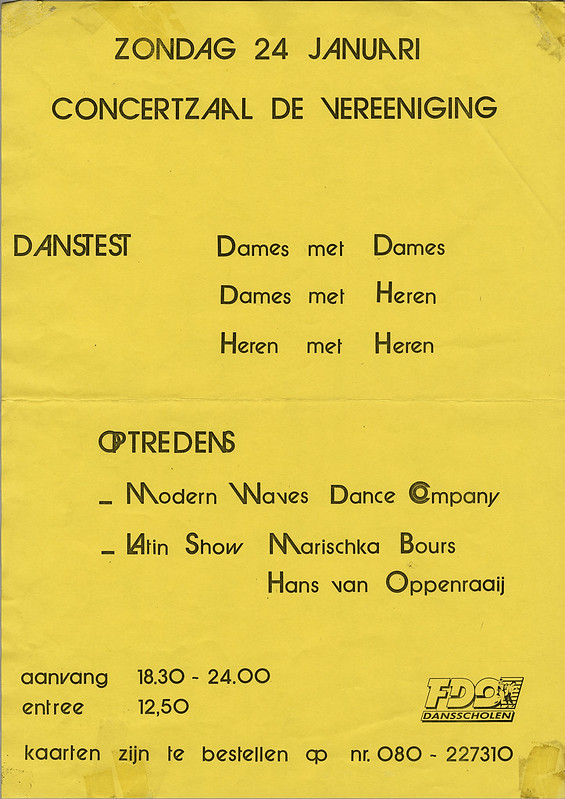 ZONDAG 24 JANUARI
CONCERTZAAL DE VEREENIGING
DANSTEST Dames met Dames
Dames met Heren
Heren met Heren
OPTREDENS
– Modern Waves Dance Company
– LAtin Show Marischka Bours
Hans van Oppenraaij
aanvang 18.30 - 24.00
entree 12,50
FDO
DANSSCHOLEN
kaarten zijn te bestellen op nr. 080 - 227310